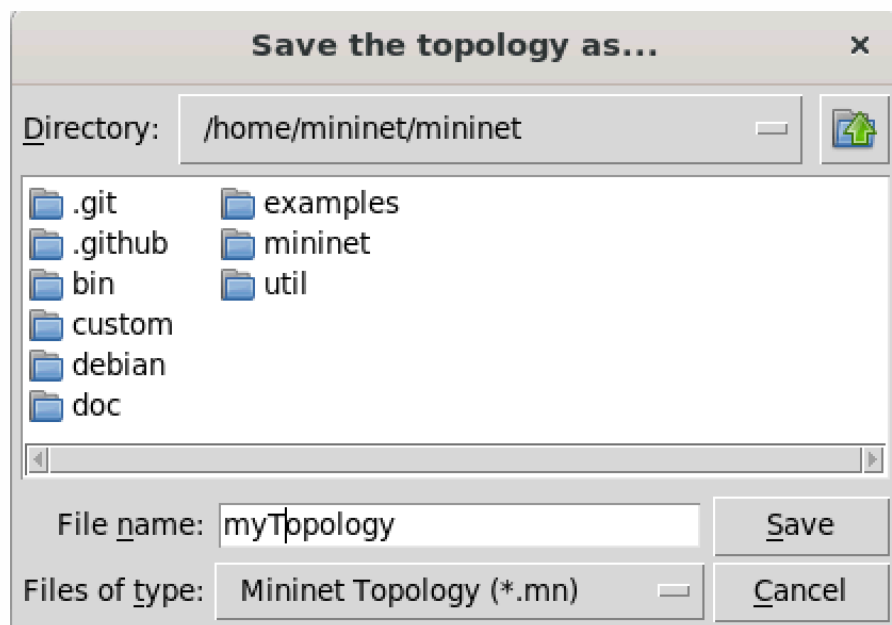 Save the topology as... ×
Directory: /home/mininet/mininet
.git examples
.github mininet
bin util
custom
debian
doc
File name: myTopology Save
Files of type: Mininet Topology (*.mn) Cancel